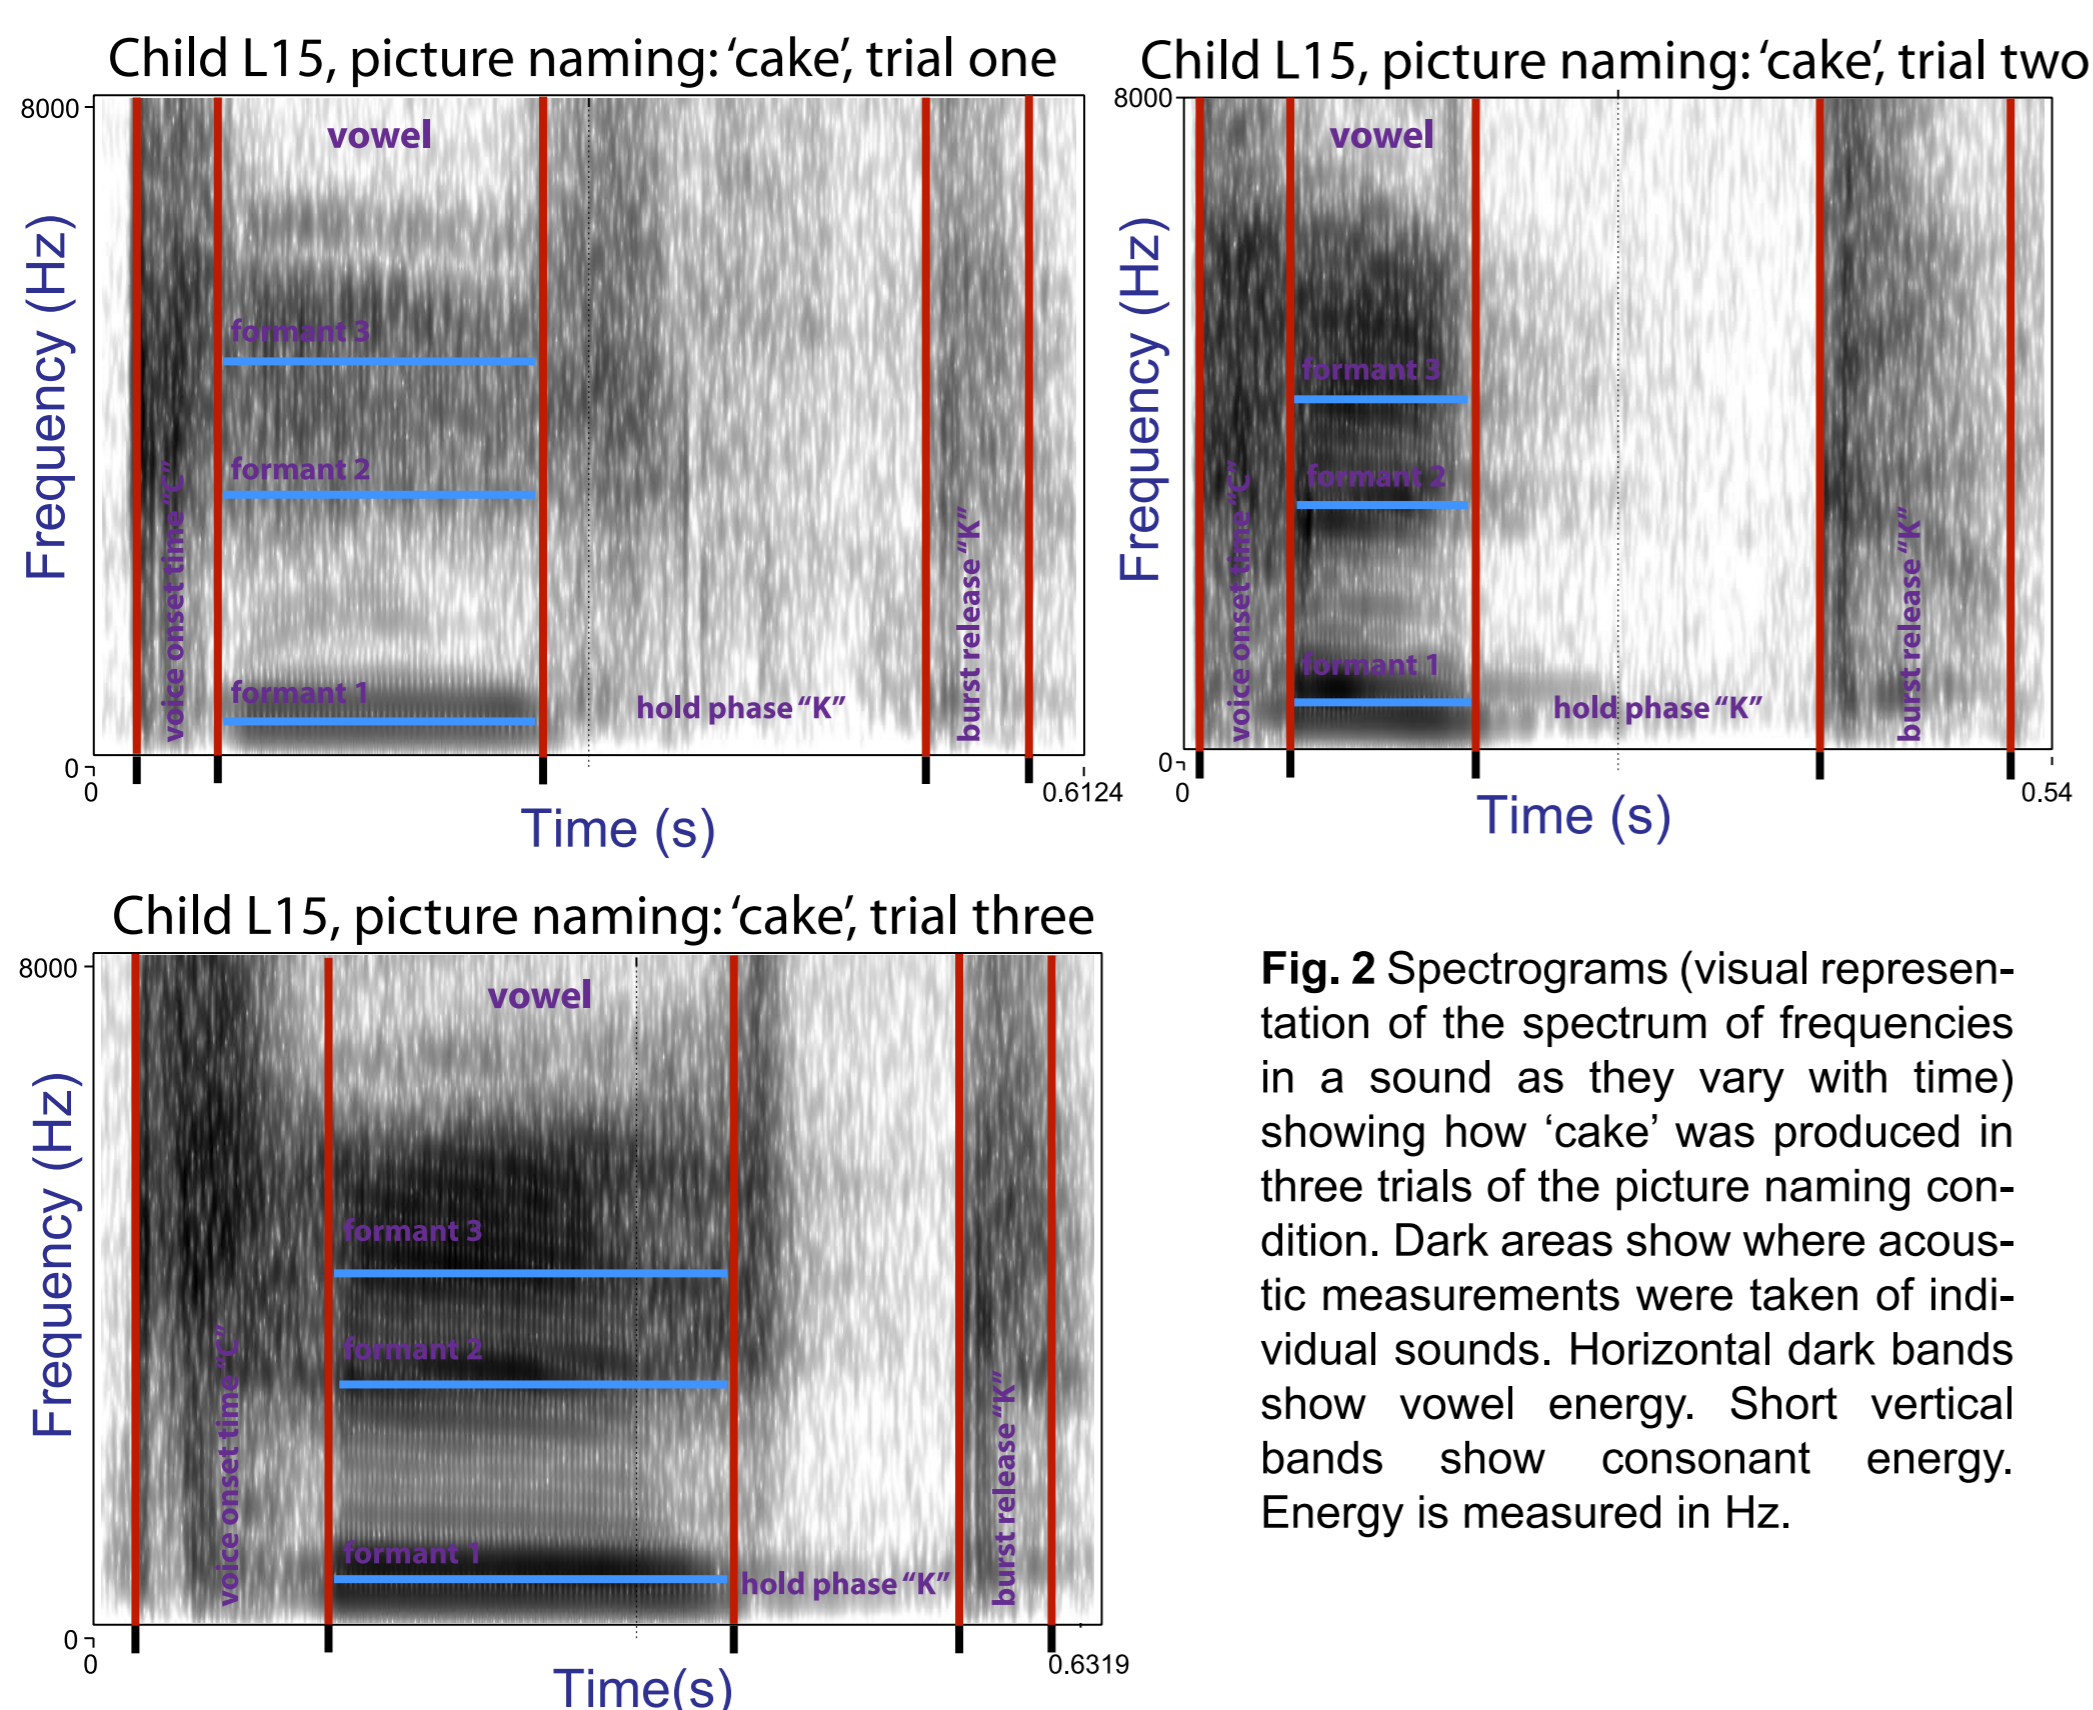 Child L15, picture naming: ‘cake’, trial one
8000
Frequency (Hz)
vowel
formant 3
formant 2
formant 1
voice onset time “C”
hold phase “K”
burst release “K”
0
0
0.6124
Time (s)
Child L15, picture naming: ‘cake’, trial two
8000
Frequency (Hz)
vowel
formant 3
formant 2
formant 1
voice onset time “C”
hold phase “K”
burst release “K”
0
0
0.54
Time (s)
Child L15, picture naming: ‘cake’, trial three
8000
Frequency (Hz)
vowel
formant 3
formant 2
formant 1
voice onset time “C”
hold phase “K”
burst release “K”
0
0
0.6319
Time(s)
Fig. 2 Spectrograms (visual represen-
tation of the spectrum of frequencies
in a sound as they vary with time)
showing how ‘cake’ was produced in
three trials of the picture naming con-
dition. Dark areas show where acous-
tic measurements were taken of indi-
vidual sounds. Horizontal dark bands
show vowel energy. Short vertical
bands show consonant energy.
Energy is measured in Hz.